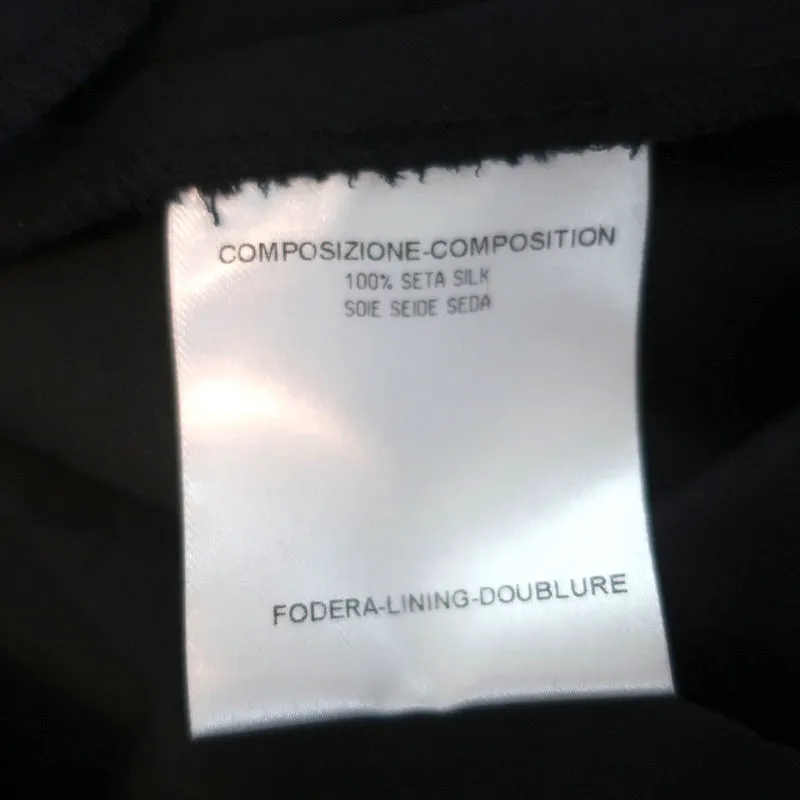 COMPOSIZIONE-COMPOSITION
100% SETA SILK
SOIE SEIDE SEDA
FODERA-LINING-DOUBLURE